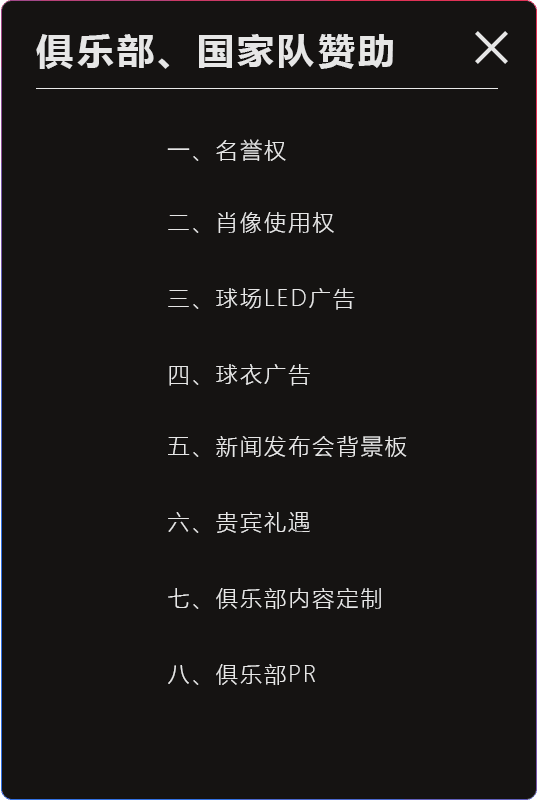 俱乐部、国家队赞助
一、名誉权
二、肖像使用权
三、球场LED广告
四、球衣广告
五、新闻发布会背景板
六、贵宾礼遇
七、俱乐部内容定制
八、俱乐部PR